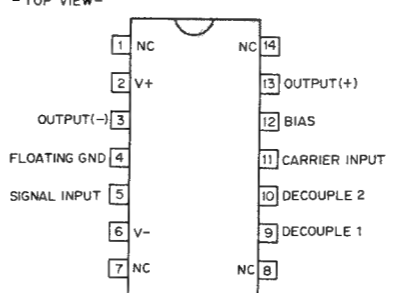 -TOP VIEW-
1 NC NC 14
2 V+ 13 OUTPUT(+)
OUTPUT(-) 3 12 BIAS
FLOATING GND 4 11 CARRIER INPUT
SIGNAL INPUT 5 10 DECOUPLE 2
6 V- 9 DECOUPLE 1
7 NC NC 8